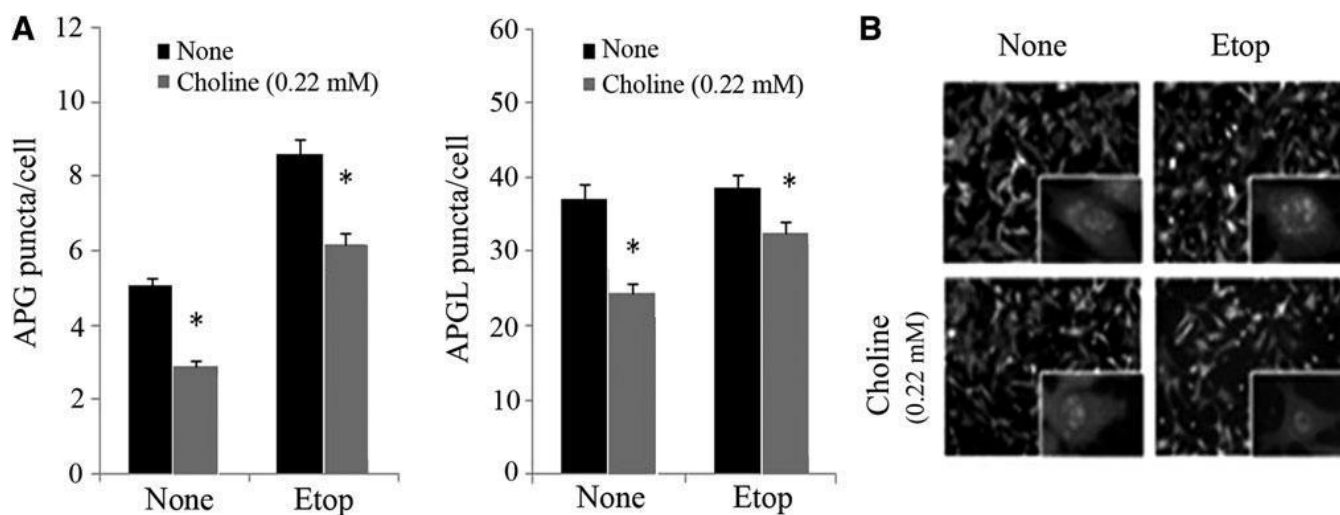 A
APG puncta/cell
12
10
8
6
4
2
0
None
Choline (0.22 mM)
*
*
None
Etop
APGL puncta/cell
60
50
40
30
20
10
0
None
Choline (0.22 mM)
*
*
None
Etop
B
None
Etop
Choline
(0.22 mM)